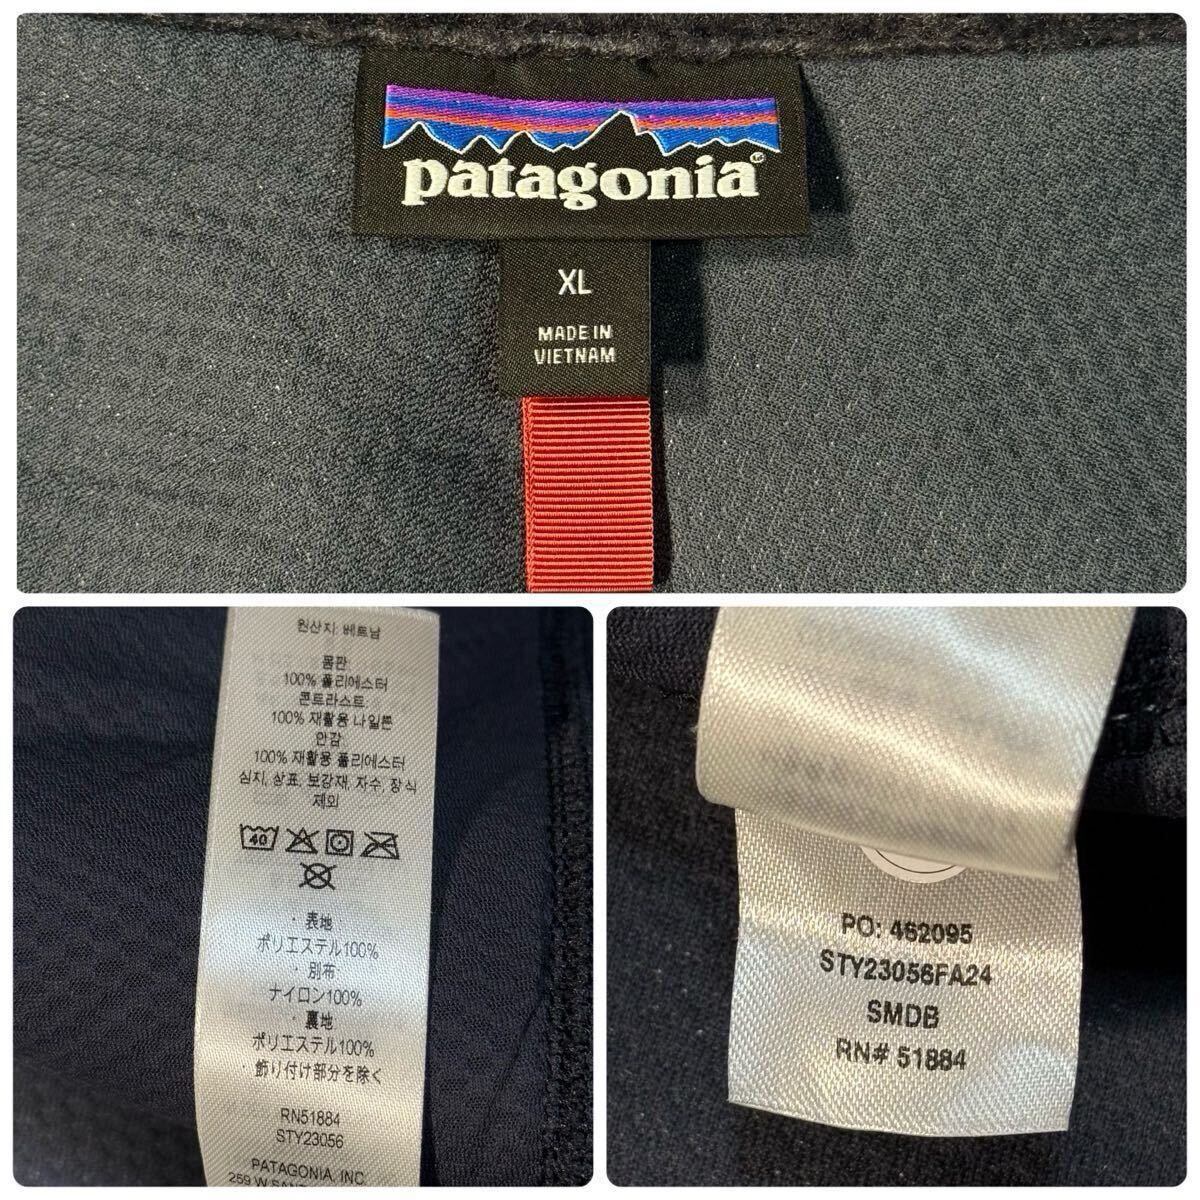 patagonia®
XL
MADE IN
VIETNAM
원산지: 베트남
몸판
100% 폴리에스터
콘트라스트
100% 재활용 나일론
안감
100% 재활용 폴리에스터
심지, 상표, 보강재, 자수, 장식
제외
40
・表地
ポリエステル100%
・別布
ナイロン100%
・裏地
ポリエステル100%
・飾り付け部分を除く
RN51884
STY23056
PATAGONIA, INC.
259 W
PO: 462095
STY23056FA24
SMDB
RN# 51884